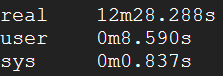 real    12m28.288s
user    0m8.590s
sys     0m0.837s